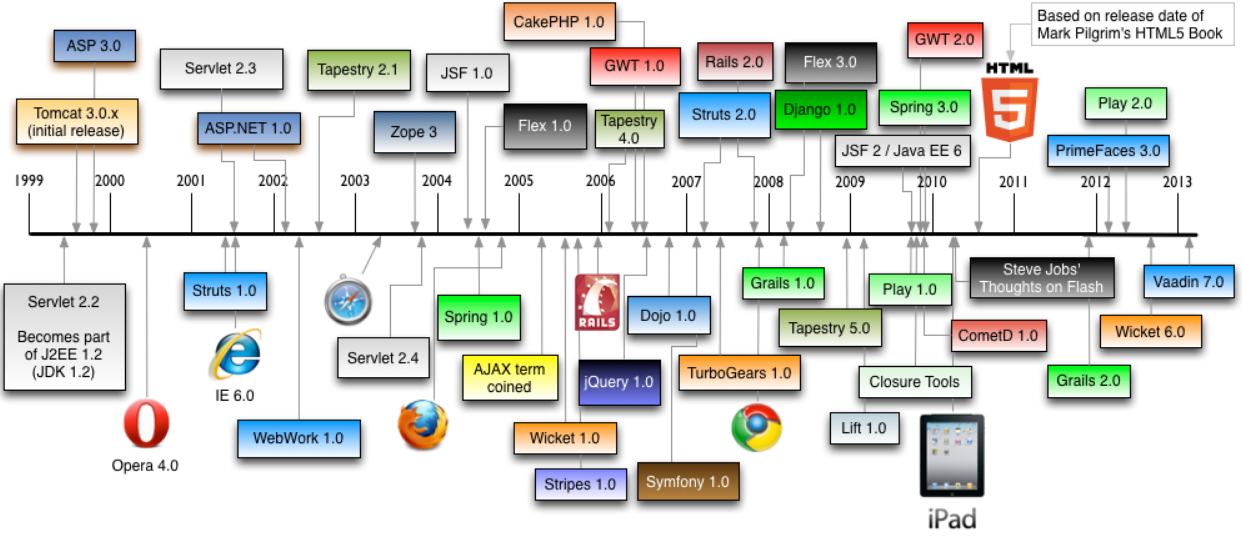 CakePHP 1.0
Based on release date of
Mark Pilgrim's HTML5 Book
ASP 3.0
GWT 2.0
Servlet 2.3
Tapestry 2.1
JSF 1.0
GWT 1.0
Rails 2.0
Flex 3.0
HTML
5
Tomcat 3.0.x
(initial release)
ASP.NET 1.0
Zope 3
Flex 1.0
Tapestry
4.0
Struts 2.0
Django 1.0
Spring 3.0
Play 2.0
JSF 2 / Java EE 6
PrimeFaces 3.0
1999 2000 2001 2002 2003 2004 2005 2006 2007 2008 2009 2010 2011 2012 2013
Servlet 2.2
Becomes part
of J2EE 1.2
(JDK 1.2)
Struts 1.0
Grails 1.0
Play 1.0
Steve Jobs'
Thoughts on Flash
Vaadin 7.0
Spring 1.0
RAILS
Dojo 1.0
Tapestry 5.0
CometD 1.0
Wicket 6.0
IE 6.0
Servlet 2.4
AJAX term
coined
jQuery 1.0
TurboGears 1.0
Closure Tools
Grails 2.0
Opera 4.0
WebWork 1.0
Wicket 1.0
Lift 1.0
Stripes 1.0
Symfony 1.0
iPad